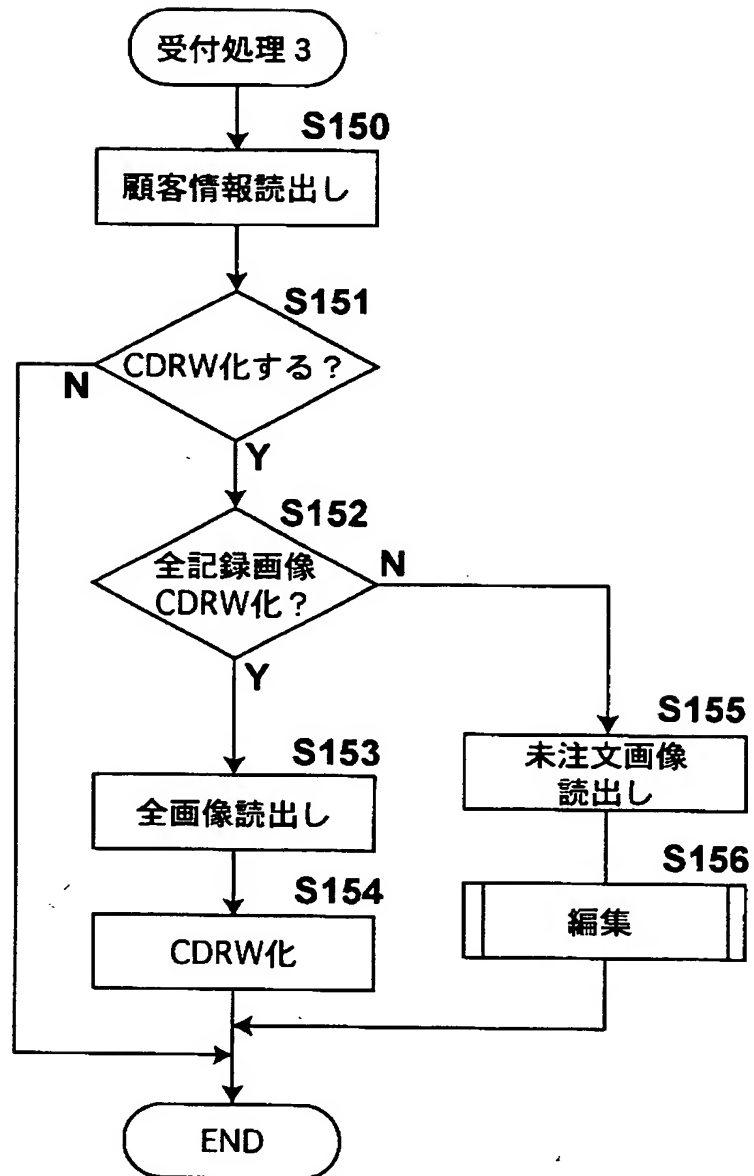 受付処理3
S150
顧客情報読出し
S151
CDRW化する?
N
Y
S152
全記録画像
CDRW化?
N
Y
S153
全画像読出し
S154
CDRW化
S155
未注文画像
読出し
S156
編集
END